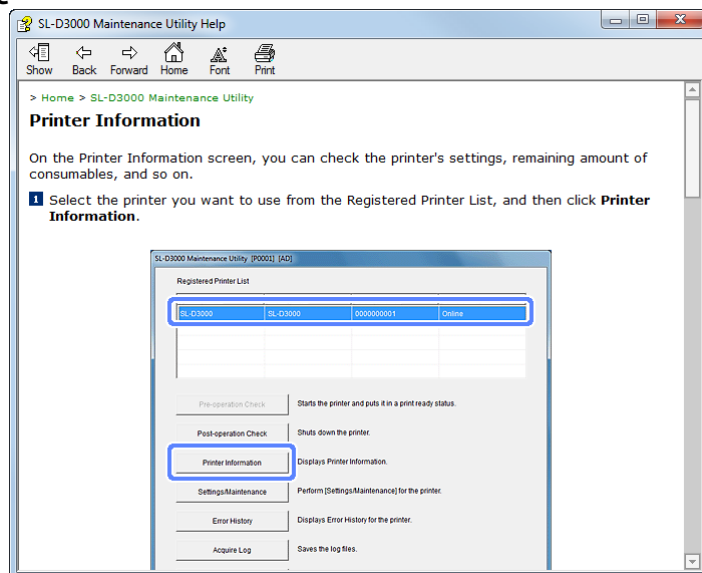 SL-D3000 Maintenance Utility Help
Show Back Forward Home Font Print
> Home > SL-D3000 Maintenance Utility
Printer Information
On the Printer Information screen, you can check the printer's settings, remaining amount of
consumables, and so on.
1 Select the printer you want to use from the Registered Printer List, and then click Printer
Information.
SL-D3000 Maintenance Utility [P0001] [AD]
Registered Printer List
SL-D3000 SL-D3000 0000000001 Online
Pre-operation Check Starts the printer and puts it in a print ready status.
Post-operation Check Shuts down the printer.
Printer Information Displays Printer Information.
Settings/Maintenance Perform [Settings/Maintenance] for the printer.
Error History Displays Error History for the printer.
Acquire Log Saves the log files.